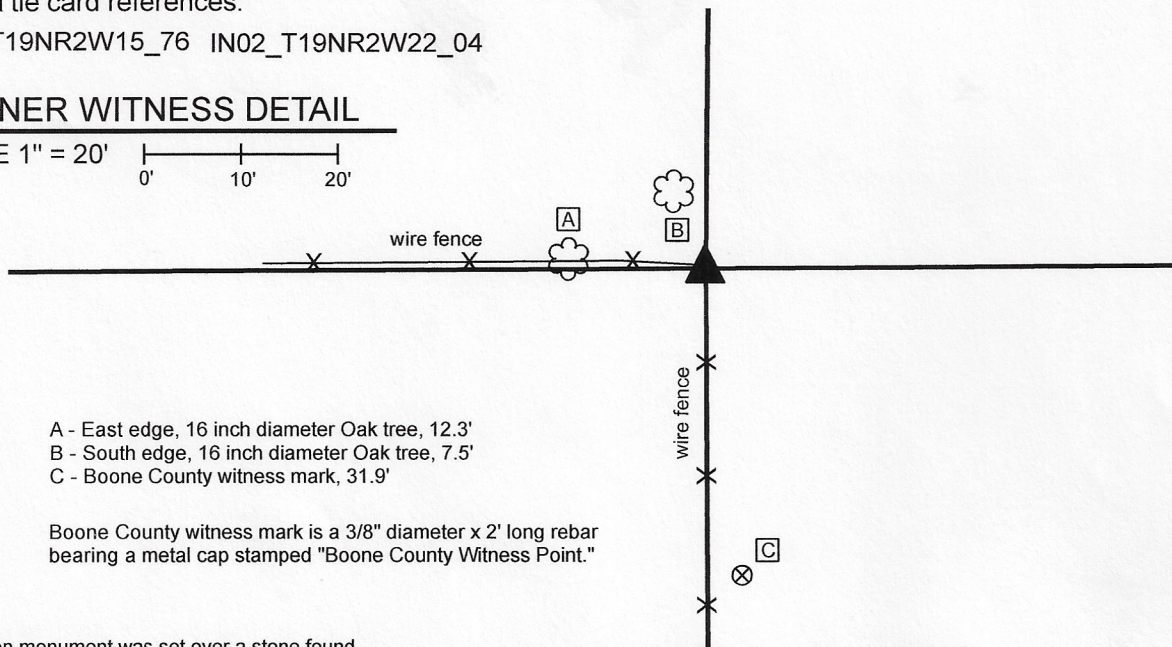 tie card references.
T19NR2W15_76 IN02_T19NR2W22_04
NER WITNESS DETAIL
E 1" = 20'
0' 10' 20'
A
B
wire fence
wire fence
A - East edge, 16 inch diameter Oak tree, 12.3'
B - South edge, 16 inch diameter Oak tree, 7.5'
C - Boone County witness mark, 31.9'
Boone County witness mark is a 3/8" diameter x 2' long rebar
bearing a metal cap stamped "Boone County Witness Point."
C
monument was set over a stone found